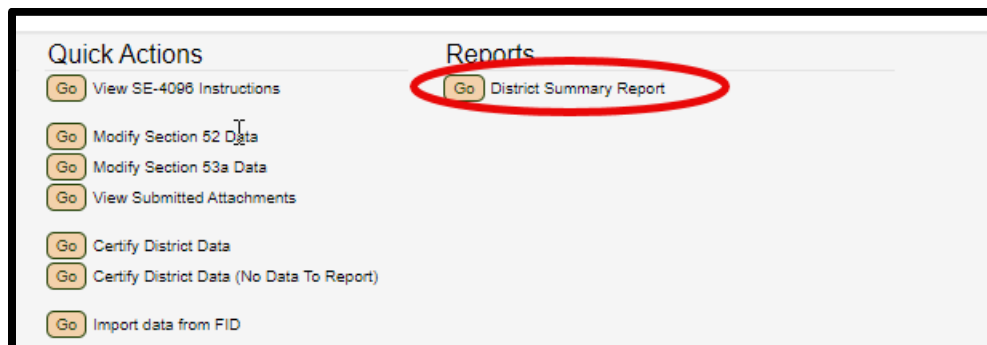 Quick Actions
Go View SE-4096 Instructions
Go Modify Section 52 Data
Go Modify Section 53a Data
Go View Submitted Attachments
Go Certify District Data
Go Certify District Data (No Data To Report)
Go Import data from FID
Reports
Go District Summary Report